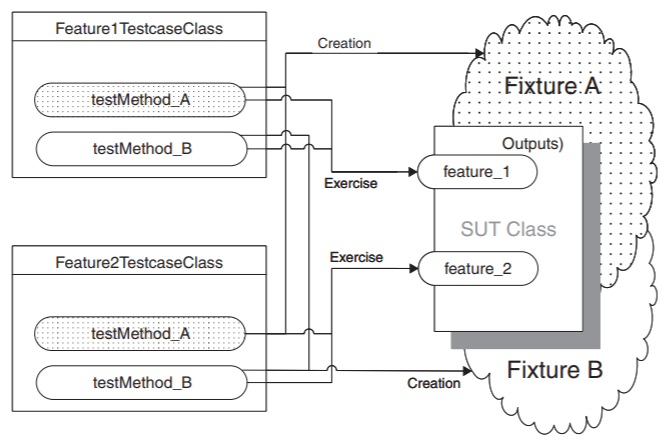 Feature1TestcaseClass
testMethod_A
testMethod_B
Creation
Exercise
Fixture A
Outputs)
feature_1
SUT Class
feature_2
Feature2TestcaseClass
testMethod_A
testMethod_B
Exercise
Creation
Fixture B